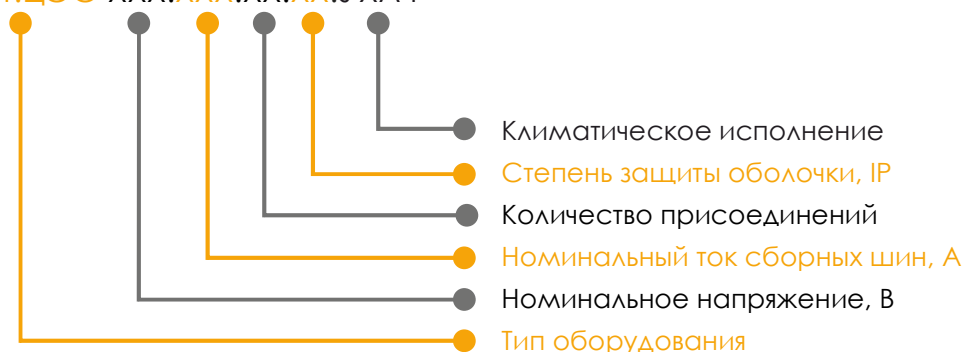 Климатическое исполнение
Степень защиты оболочки, IP
Количество присоединений
Номинальный ток сборных шин, А
Номинальное напряжение, В
Тип оборудования